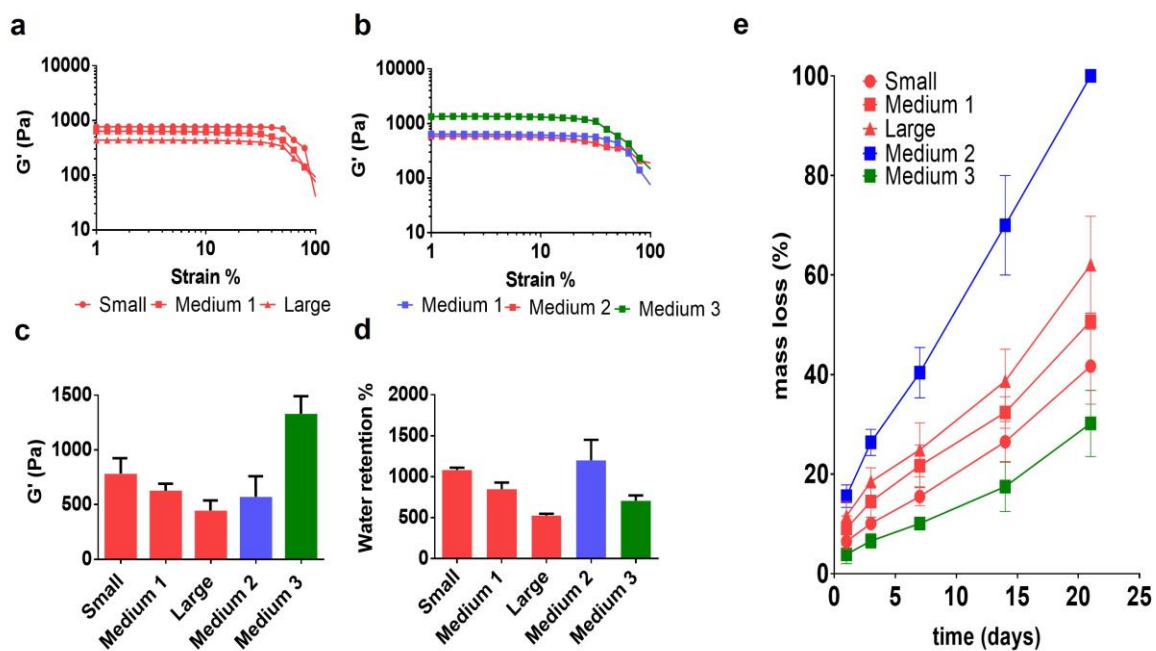 a
10000
1000
100
10
G' (Pa)
1 10 100
Strain %
Small Medium 1 Large
b
10000
1000
100
10
G' (Pa)
1 10 100
Strain %
Medium 1 Medium 2 Medium 3
c
1500
1000
500
0
G' (Pa)
Small
Medium 1
Large
Medium 2
Medium 3
d
2000
1500
1000
500
0
Water retention %
Small
Medium 1
Large
Medium 2
Medium 3
e
100
80
60
40
20
0
mass loss (%)
Small
Medium 1
Large
Medium 2
Medium 3
0 5 10 15 20 25
time (days)